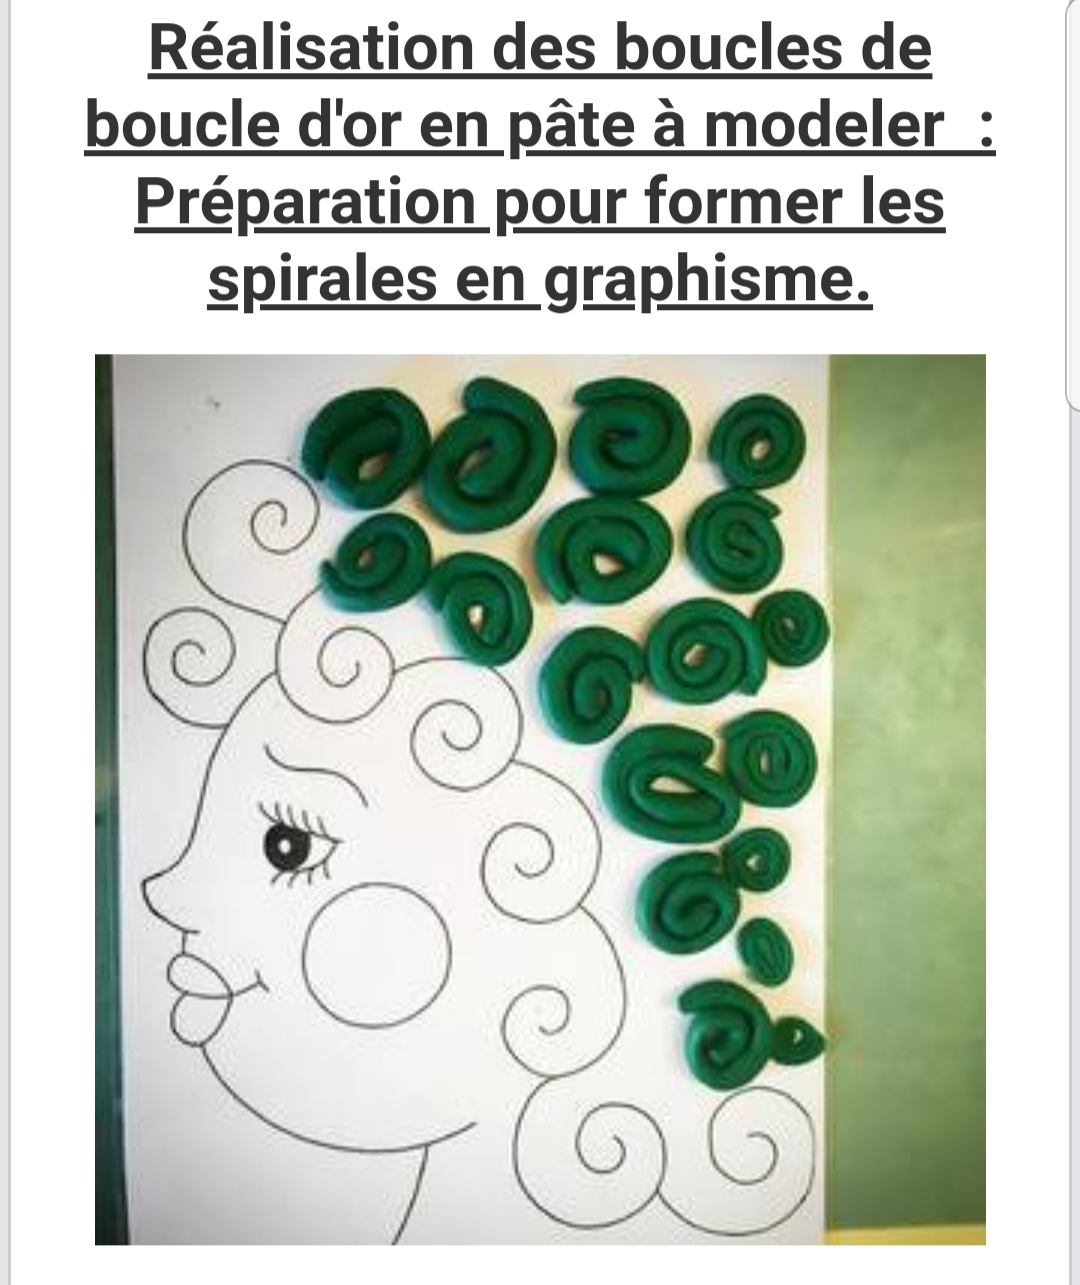 Réalisation des boucles de
boucle d'or en pâte à modeler  :
Préparation pour former les
spirales en graphisme.